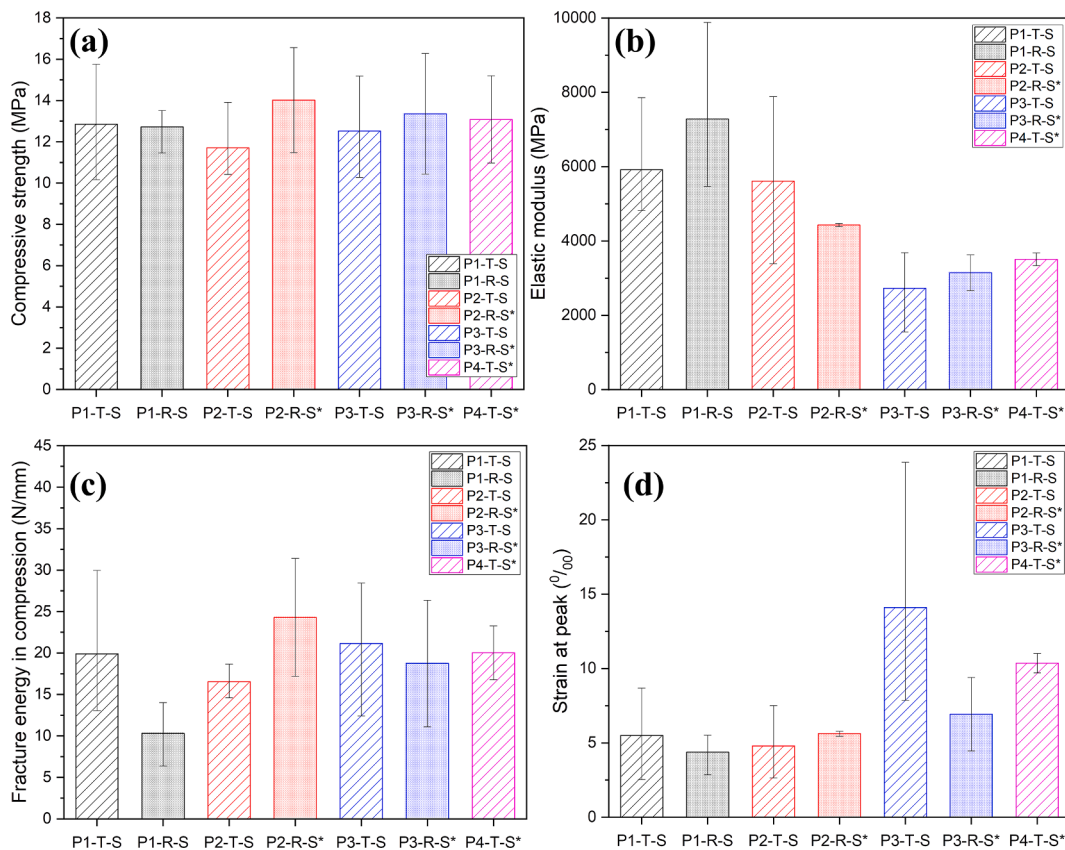 (a)
Compressive strength (MPa)
18
16
14
12
10
8
6
4
2
0
P1-T-S
P1-R-S
P2-T-S
P2-R-S*
P3-T-S
P3-R-S*
P4-T-S*
P1-T-S P1-R-S P2-T-S P2-R-S* P3-T-S P3-R-S* P4-T-S*
(b)
Elastic modulus (MPa)
10000
8000
6000
4000
2000
0
P1-T-S
P1-R-S
P2-T-S
P2-R-S*
P3-T-S
P3-R-S*
P4-T-S*
P1-T-S P1-R-S P2-T-S P2-R-S* P3-T-S P3-R-S* P4-T-S*
(c)
Fracture energy in compression (N/mm)
45
40
35
30
25
20
15
10
5
0
P1-T-S
P1-R-S
P2-T-S
P2-R-S*
P3-T-S
P3-R-S*
P4-T-S*
P1-T-S P1-R-S P2-T-S P2-R-S* P3-T-S P3-R-S* P4-T-S*
(d)
Strain at peak (⁰/₀₀)
25
20
15
10
5
0
P1-T-S
P1-R-S
P2-T-S
P2-R-S*
P3-T-S
P3-R-S*
P4-T-S*
P1-T-S P1-R-S P2-T-S P2-R-S* P3-T-S P3-R-S* P4-T-S*